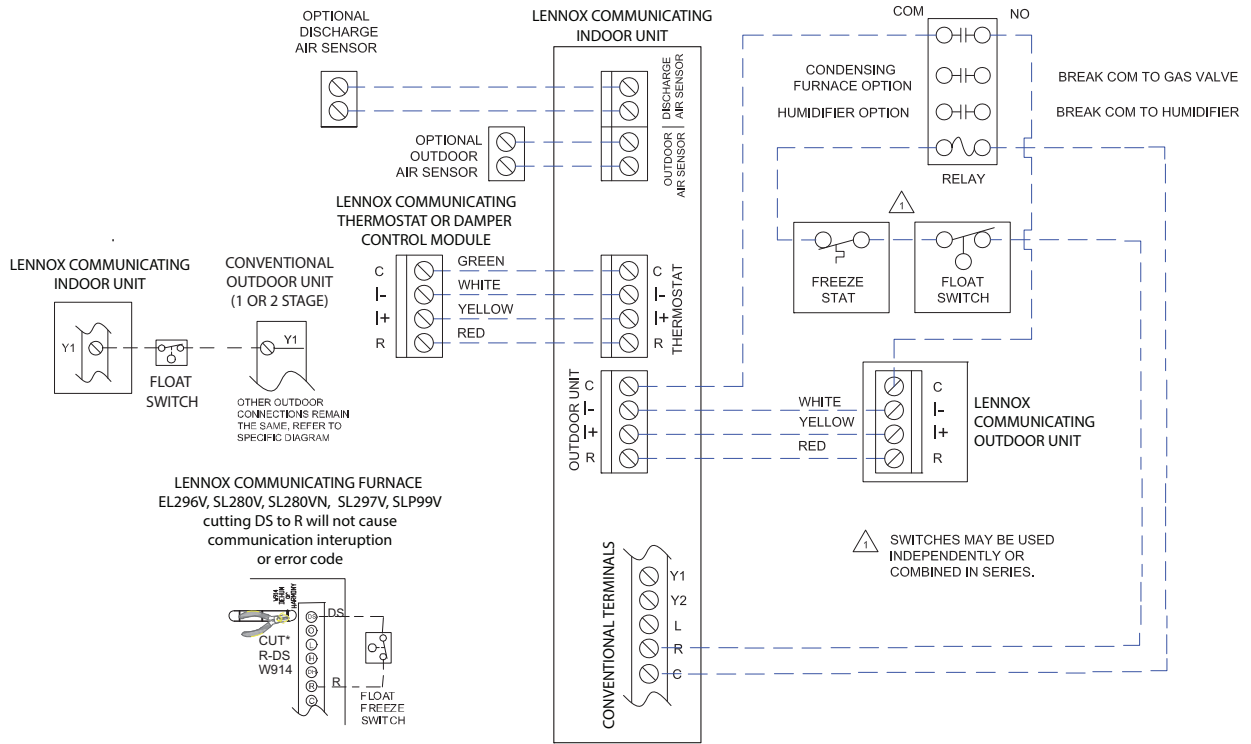 OPTIONAL
DISCHARGE
AIR SENSOR
LENNOX COMMUNICATING
INDOOR UNIT
DISCHARGE
AIR SENSOR
OUTDOOR
AIR SENSOR
OPTIONAL
OUTDOOR
AIR SENSOR
COM
NO
CONDENSING
FURNACE OPTION
BREAK COM TO GAS VALVE
HUMIDIFIER OPTION
BREAK COM TO HUMIDIFIER
RELAY
1
FREEZE
STAT
FLOAT
SWITCH
LENNOX COMMUNICATING
THERMOSTAT OR DAMPER
CONTROL MODULE
C
I-
I+
R
GREEN
WHITE
YELLOW
RED
C
I-
I+
R
THERMOSTAT
LENNOX COMMUNICATING
INDOOR UNIT
Y1
FLOAT
SWITCH
CONVENTIONAL
OUTDOOR UNIT
(1 OR 2 STAGE)
Y1
OTHER OUTDOOR
CONNECTIONS REMAIN
THE SAME, REFER TO
SPECIFIC DIAGRAM
OUTDOOR UNIT
C
I-
I+
R
WHITE
YELLOW
RED
C
I-
I+
R
LENNOX
COMMUNICATING
OUTDOOR UNIT
LENNOX COMMUNICATING FURNACE
EL296V, SL280V, SL280VN, SL297V, SLP99V
cutting DS to R will not cause
communication interuption
or error code
W914
DEHUM
OR
HARMONY
CUT*
R-DS
W914
DS
O
L
H
DH
R
C
DS
R
FLOAT
FREEZE
SWITCH
CONVENTIONAL TERMINALS
Y1
Y2
L
R
C
1
SWITCHES MAY BE USED
INDEPENDENTLY OR
COMBINED IN SERIES.